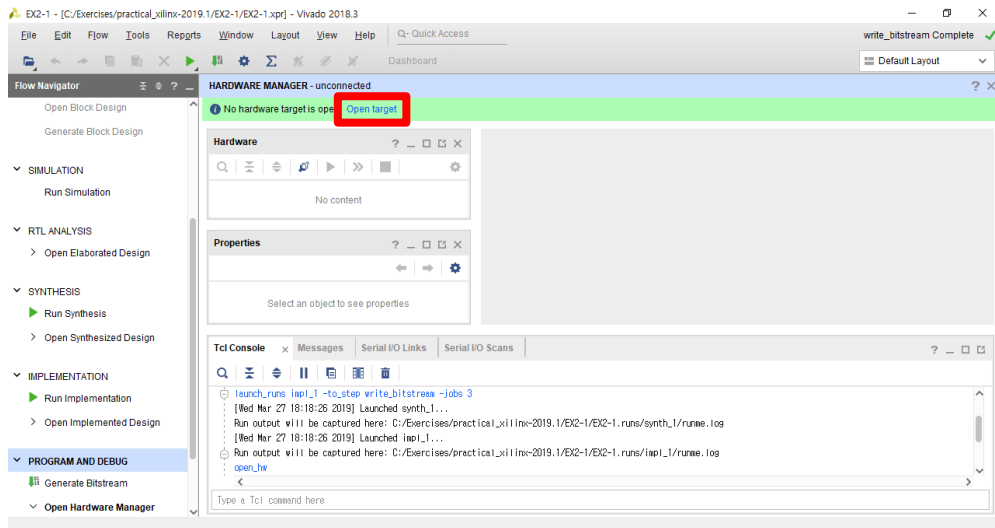 EX2-1 - [C:/Exercises/practical_xilinx-2019.1/EX2-1/EX2-1.xpr] - Vivado 2018.3
File Edit Flow Tools Reports Window Layout View Help Q- Quick Access write_bitstream Complete
Dashboard Default Layout
Flow Navigator
HARDWARE MANAGER - unconnected
Open Block Design
No hardware target is ope Open target
Generate Block Design
Hardware
SIMULATION
Run Simulation
No content
RTL ANALYSIS
Open Elaborated Design
Properties
SYNTHESIS
Select an object to see properties
Run Synthesis
Open Synthesized Design
Tcl Console Messages Serial I/O Links Serial I/O Scans
IMPLEMENTATION
Run Implementation
Open Implemented Design
launch_runs impl_1 -to_step write_bitstream -jobs 3
[Wed Mar 27 18:18:26 2019] Launched synth_1...
Run output will be captured here: C:/Exercises/practical_xilinx-2019.1/EX2-1/EX2-1.runs/synth_1/runme.log
[Wed Mar 27 18:18:26 2019] Launched impl_1...
Run output will be captured here: C:/Exercises/practical_xilinx-2019.1/EX2-1/EX2-1.runs/impl_1/runme.log
open_hw
PROGRAM AND DEBUG
Generate Bitstream
Open Hardware Manager
Type a Tcl command here